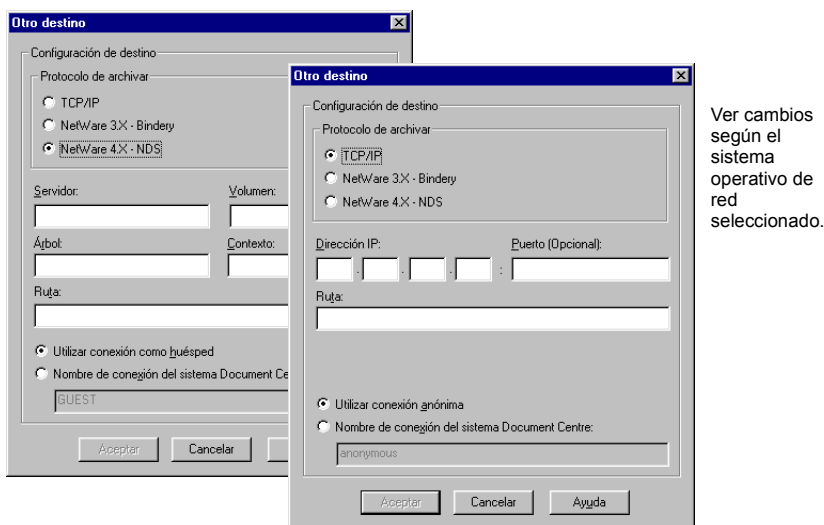 Otro destino
Configuración de destino
Protocolo de archivar
TCP/IP
NetWare 3.X - Bindery
NetWare 4.X - NDS
Servidor:
Volumen:
Árbol:
Contexto:
Ruta:
Utilizar conexión como huésped
Nombre de conexión del sistema Document Ce
GUEST
Aceptar
Cancelar
Otro destino
Configuración de destino
Protocolo de archivar
TCP/IP
NetWare 3.X - Bindery
NetWare 4.X - NDS
Dirección IP:
Puerto (Opcional):
. . . :
Ruta:
Utilizar conexión anónima
Nombre de conexión del sistema Document Centre:
anonymous
Aceptar
Cancelar
Ayuda
Ver cambios
según el
sistema
operativo de
red
seleccionado.